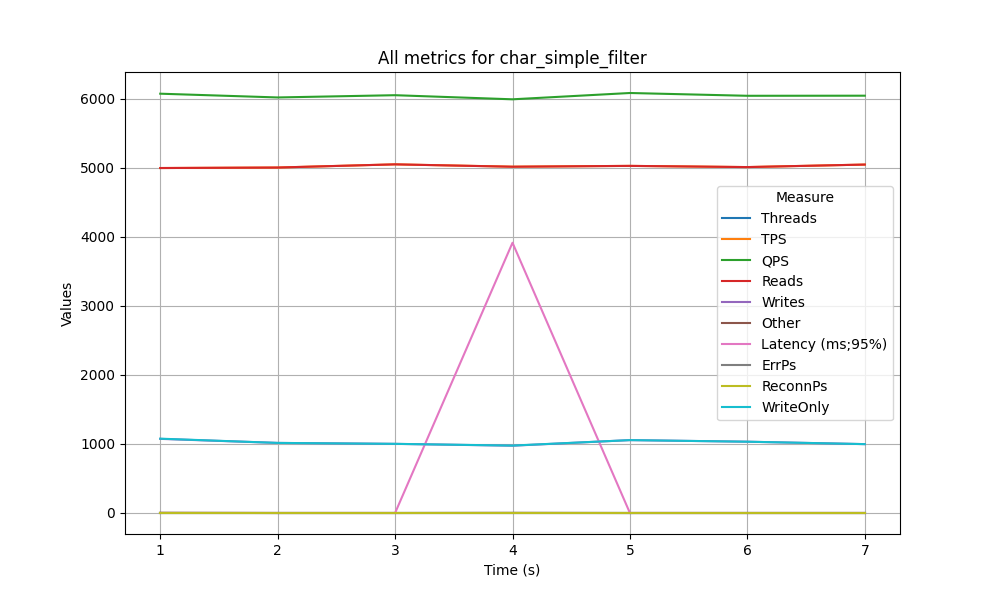 All metrics for char_simple_filter
6000
5000
4000
3000
2000
1000
0
Values
Measure
Threads
TPS
QPS
Reads
Writes
Other
Latency (ms;95%)
ErrPs
ReconnPs
WriteOnly
1 2 3 4 5 6 7
Time (s)